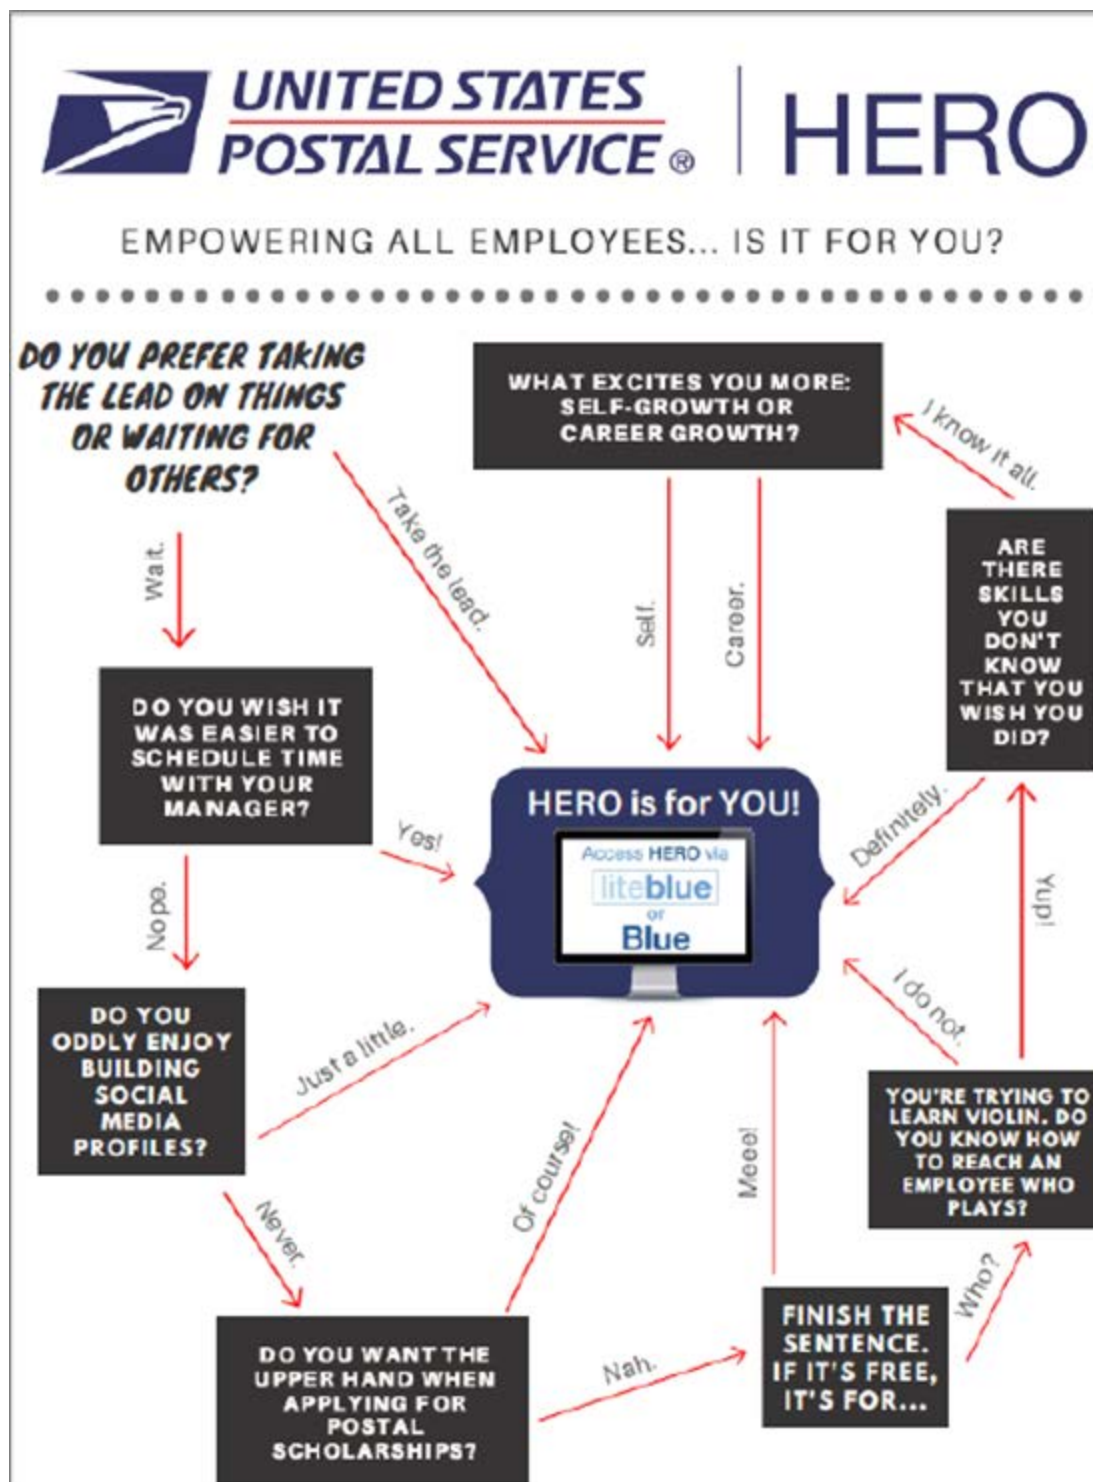 UNITED STATES
POSTAL SERVICE ®
HERO
EMPOWERING ALL EMPLOYEES... IS IT FOR YOU?
DO YOU PREFER TAKING
THE LEAD ON THINGS
OR WAITING FOR
OTHERS?
Take the lead.
Wait.
WHAT EXCITES YOU MORE:
SELF-GROWTH OR
CAREER GROWTH?
I know it all.
Self.
Career.
ARE
THERE
SKILLS
YOU
DON'T
KNOW
THAT YOU
WISH YOU
DID?
DO YOU WISH IT
WAS EASIER TO
SCHEDULE TIME
WITH YOUR
MANAGER?
Yes!
Nope.
HERO is for YOU!
Access HERO via
liteblue
or
Blue
Definitely.
Yup!
I do not.
DO YOU
ODDLY ENJOY
BUILDING
SOCIAL
MEDIA
PROFILES?
Just a little.
Never.
Of course!
Meee!
YOU'RE TRYING TO
LEARN VIOLIN. DO
YOU KNOW HOW
TO REACH AN
EMPLOYEE WHO
PLAYS?
Who?
DO YOU WANT THE
UPPER HAND WHEN
APPLYING FOR
POSTAL
SCHOLARSHIPS?
Nah.
FINISH THE
SENTENCE.
IF IT'S FREE,
IT'S FOR...